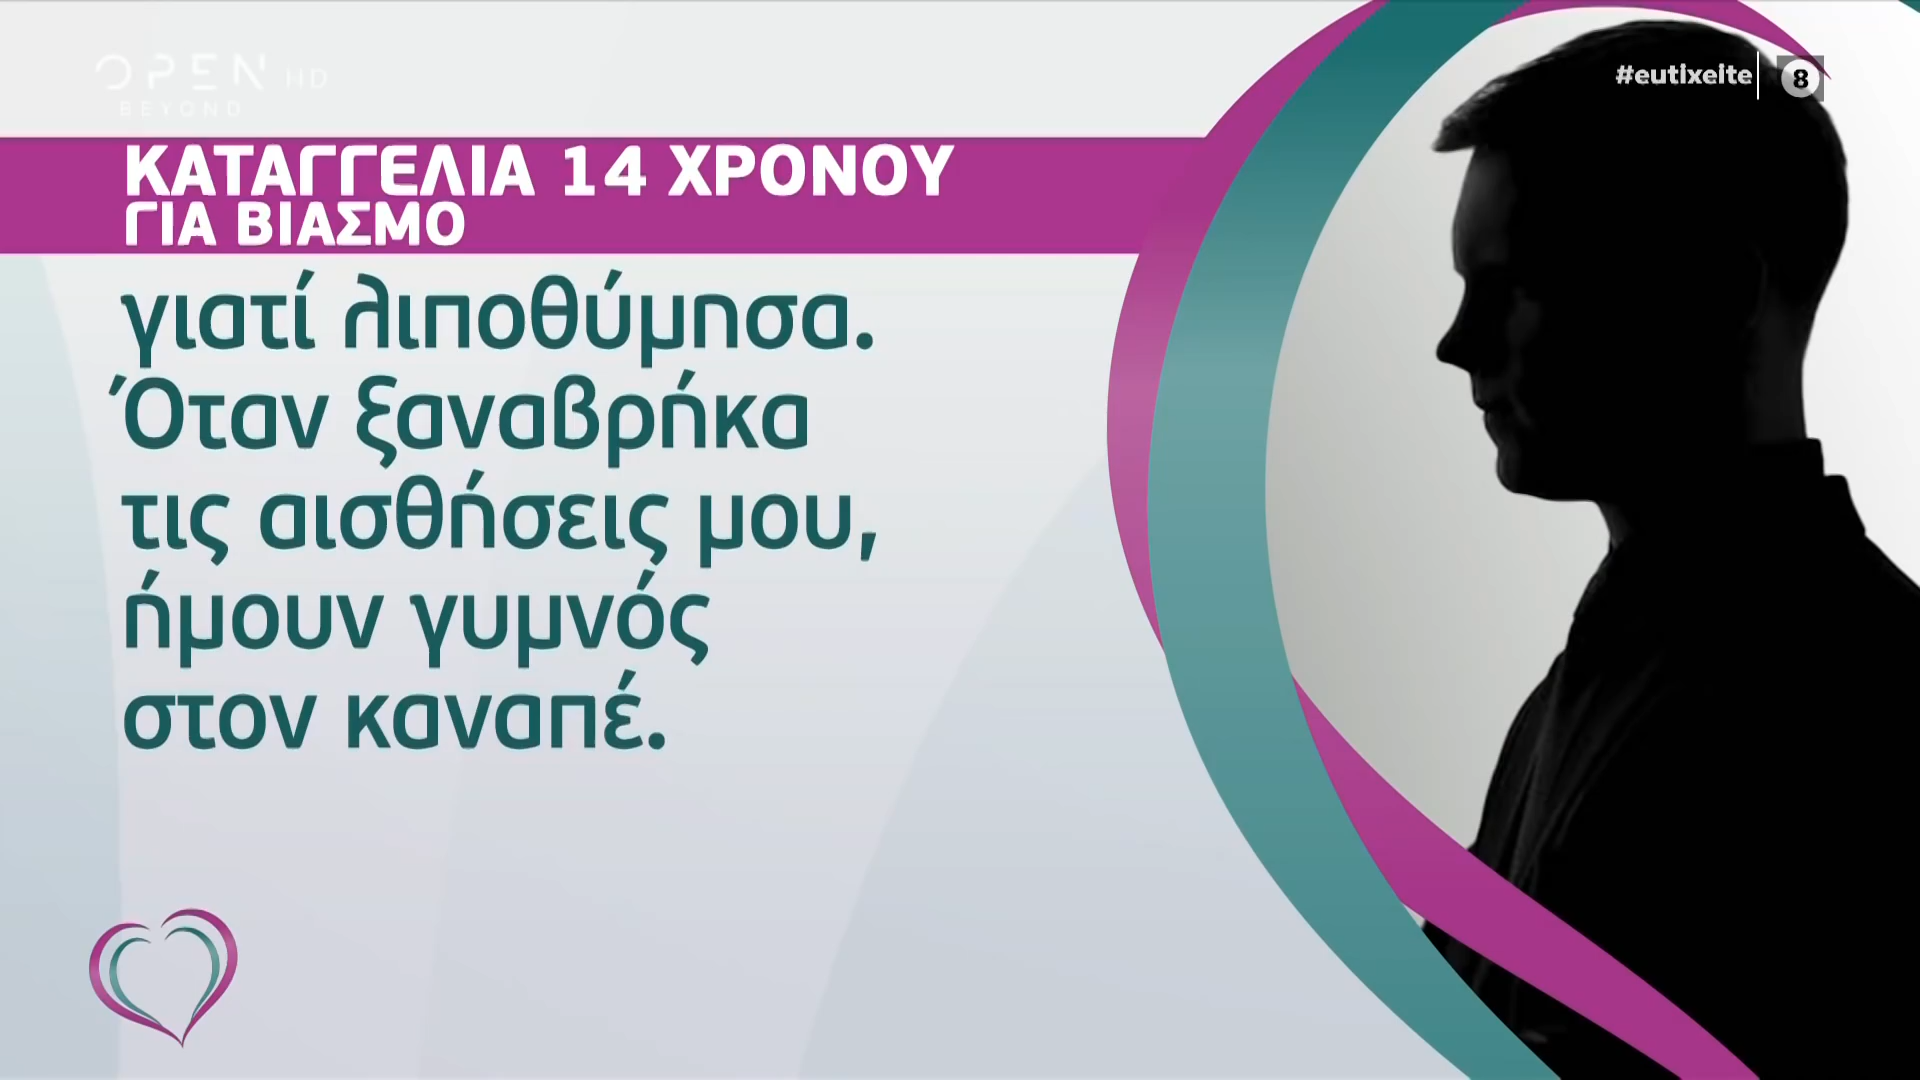 OPEN HD
BEYOND
#eutixeite
8
ΚΑΤΑΓΓΕΛΙΑ 14 ΧΡΟΝΟΥ
ΓΙΑ ΒΙΑΣΜΟ
γιατί λιποθύμησα.
Όταν ξαναβρήκα
τις αισθήσεις μου,
ήμουν γυμνός
στον καναπέ.